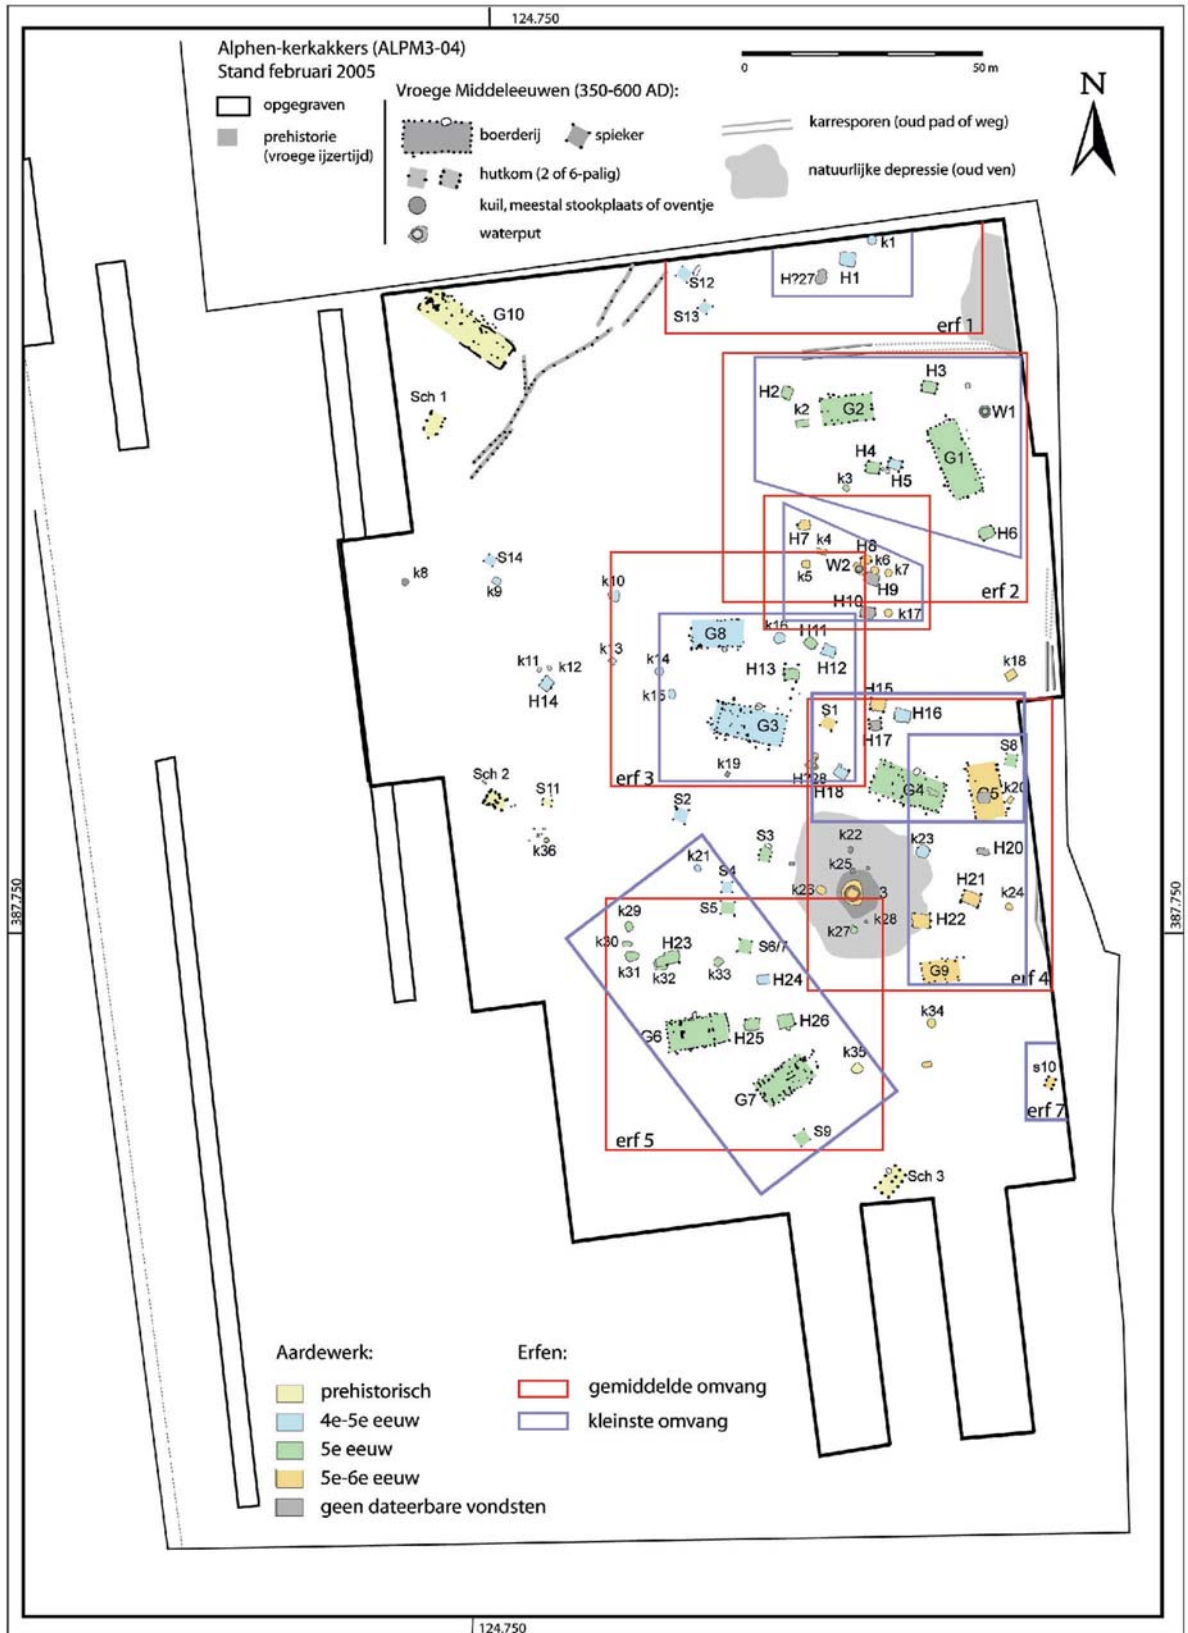 124.750
Alphen-kerkakkers (ALPM3-04)
Stand februari 2005
opgegraven
prehistorie
(vroege ijzertijd)
Vroege Middeleeuwen (350-600 AD):
boerderij
spieker
hutkom (2 of 6-palig)
kuil, meestal stookplaats of oventje
waterput
0
50 m
karresporen (oud pad of weg)
natuurlijke depressie (oud ven)
N
k1
S12
H?27
H1
S13
erf 1
G10
Sch 1
H2
H3
k2
G2
W1
H4
H5
G1
k3
H6
H7
k4
H8
W2
k6
k5
k7
H9
erf 2
H10
k17
S14
k8
k9
k10
G8
k16
H11
H12
k13
k14
H13
k11
k12
k15
H14
k18
G3
S1
H15
H16
H17
k19
erf 3
H?28
H18
S8
G4
G5
k20
Sch 2
S11
S2
k36
S3
k22
k23
H20
k21
k25
S4
k26
3
H21
k24
S5
k28
H22
k27
k29
k30
H23
S6/7
k31
k32
k33
H24
G9
erf 4
G6
H25
H26
k34
k35
G7
s10
erf 7
erf 5
S9
Sch 3
387.750
387.750
Aardewerk:
prehistorisch
4e-5e eeuw
5e eeuw
5e-6e eeuw
geen dateerbare vondsten
Erfen:
gemiddelde omvang
kleinste omvang
124.750